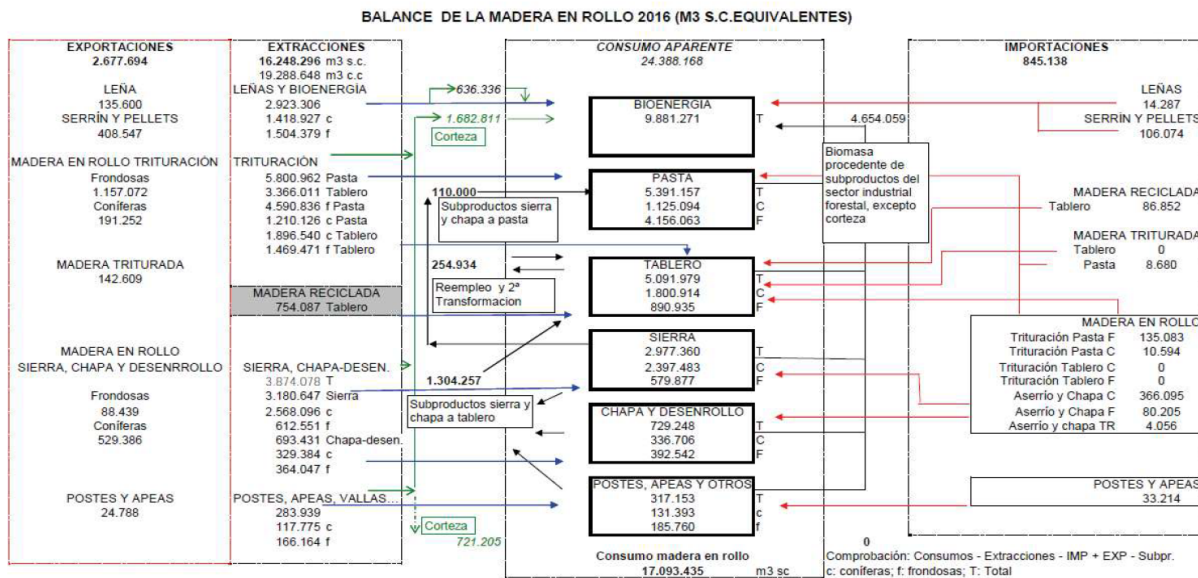 BALANCE DE LA MADERA EN ROLLO 2016 (M3 S.C.EQUIVALENTES)
EXPORTACIONES
2.677.694
LEÑA
135.600
SERRÍN Y PELLETS
408.547
MADERA EN ROLLO TRITURACIÓN
Frondosas
1.157.072
Coníferas
191.252
MADERA TRITURADA
142.609
MADERA EN ROLLO
SIERRA, CHAPA Y DESENRROLLO
Frondosas
88.439
Coníferas
529.386
POSTES Y APEAS
24.788
EXTRACCIONES
16.248.296 m3 s.c.
19.288.648 m3 c.c
LEÑAS Y BIOENERGÍA
2.923.306
1.418.927 c
1.504.379 f
TRITURACIÓN
5.800.962 Pasta
3.366.011 Tablero
4.590.836 f Pasta
1.210.126 c Pasta
1.896.540 c Tablero
1.469.471 f Tablero
MADERA RECICLADA
754.087 Tablero
SIERRA, CHAPA-DESEN.
3.874.078 T
3.180.647 Sierra
2.568.096 c
612.551 f
693.431 Chapa-desen.
329.384 c
364.047 f
POSTES, APEAS, VALLAS...
283.939
117.775 c
166.164 f
636.336
1.682.811
Corteza
110.000
Subproductos sierra
y chapa a pasta
254.934
Reempleo y 2ª
Transformacion
1.304.257
Subproductos sierra y
chapa a tablero
Corteza
721.205
CONSUMO APARENTE
24.388.168
BIOENERGIA
9.881.271 T
PASTA
5.391.157 T
1.125.094 C
4.156.063 F
TABLERO
5.091.979 T
1.800.914 C
890.935 F
SIERRA
2.977.360 T
2.397.483 C
579.877 F
CHAPA Y DESENROLLO
729.248 T
336.706 C
392.542 F
POSTES, APEAS Y OTROS
317.153 T
131.393 c
185.760 f
Consumo madera en rollo
17.093.435 m3 sc
4.654.059
Biomasa
procedente de
subproductos del
sector industrial
forestal, excepto
corteza
IMPORTACIONES
845.138
LEÑAS
14.287
SERRÍN Y PELLETS
106.074
MADERA RECICLADA
Tablero 86.852
MADERA TRITURADA
Tablero 0
Pasta 8.680
MADERA EN ROLLO
Trituración Pasta F 135.083
Trituración Pasta C 10.594
Trituración Tablero C 0
Trituración Tablero F 0
Aserrío y Chapa C 366.095
Aserrío y Chapa F 80.205
Aserrío y chapa TR 4.056
POSTES Y APEAS
33.214
0
Comprobación: Consumos - Extracciones - IMP + EXP - Subpr.
c: coníferas; f: frondosas; T: Total